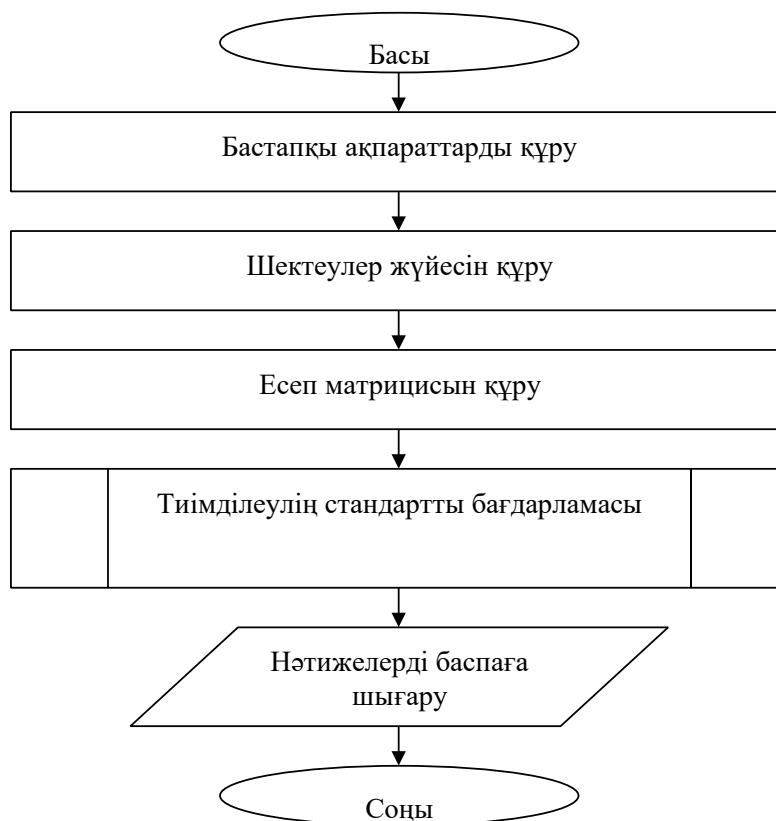 Басы
Бастапқы ақпараттарды құру
Шектеулер жүйесін құру
Есеп матрицисын құру
Тиімділеулің стандартты бағдарламасы
Нәтижелерді баспаға
шығару
Соңы